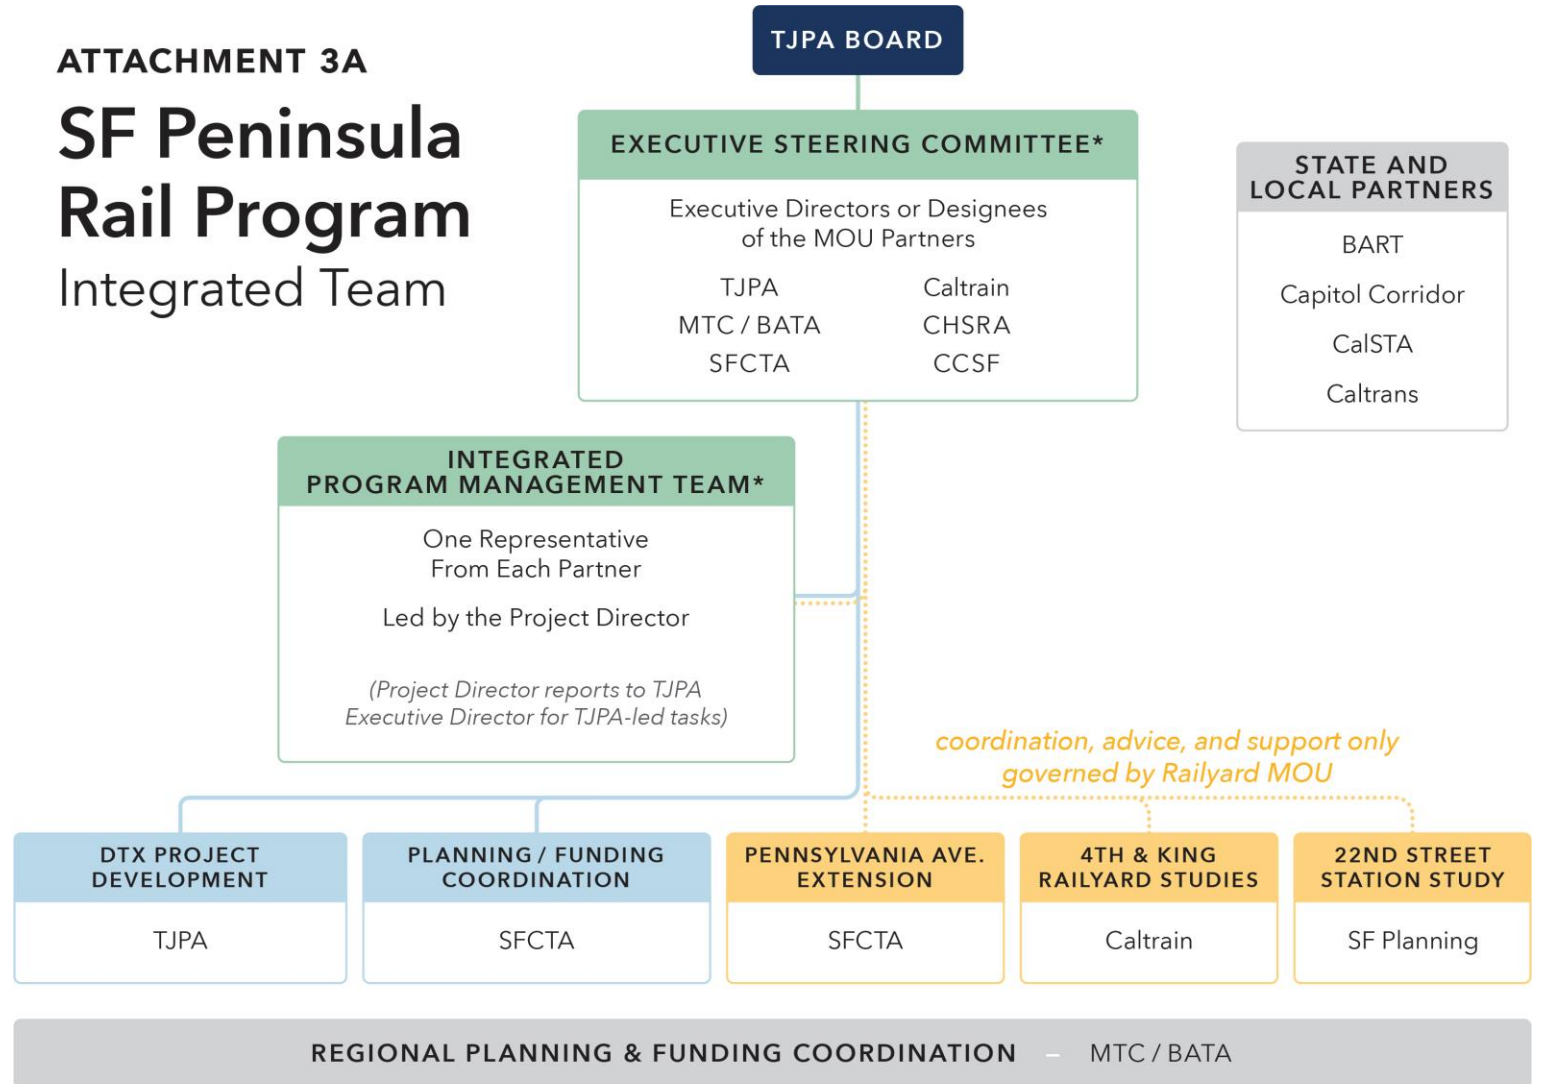 ATTACHMENT 3A
SF Peninsula
Rail Program
Integrated Team
TJPA BOARD
EXECUTIVE STEERING COMMITTEE*
Executive Directors or Designees
of the MOU Partners
TJPA
MTC / BATA
SFCTA
Caltrain
CHSRA
CCSF
STATE AND
LOCAL PARTNERS
BART
Capitol Corridor
CalSTA
Caltrans
INTEGRATED
PROGRAM MANAGEMENT TEAM*
One Representative
From Each Partner
Led by the Project Director
(Project Director reports to TJPA
Executive Director for TJPA-led tasks)
coordination, advice, and support only
governed by Railyard MOU
DTX PROJECT
DEVELOPMENT
TJPA
PLANNING / FUNDING
COORDINATION
SFCTA
PENNSYLVANIA AVE.
EXTENSION
SFCTA
4TH & KING
RAILYARD STUDIES
Caltrain
22ND STREET
STATION STUDY
SF Planning
REGIONAL PLANNING & FUNDING COORDINATION – MTC / BATA